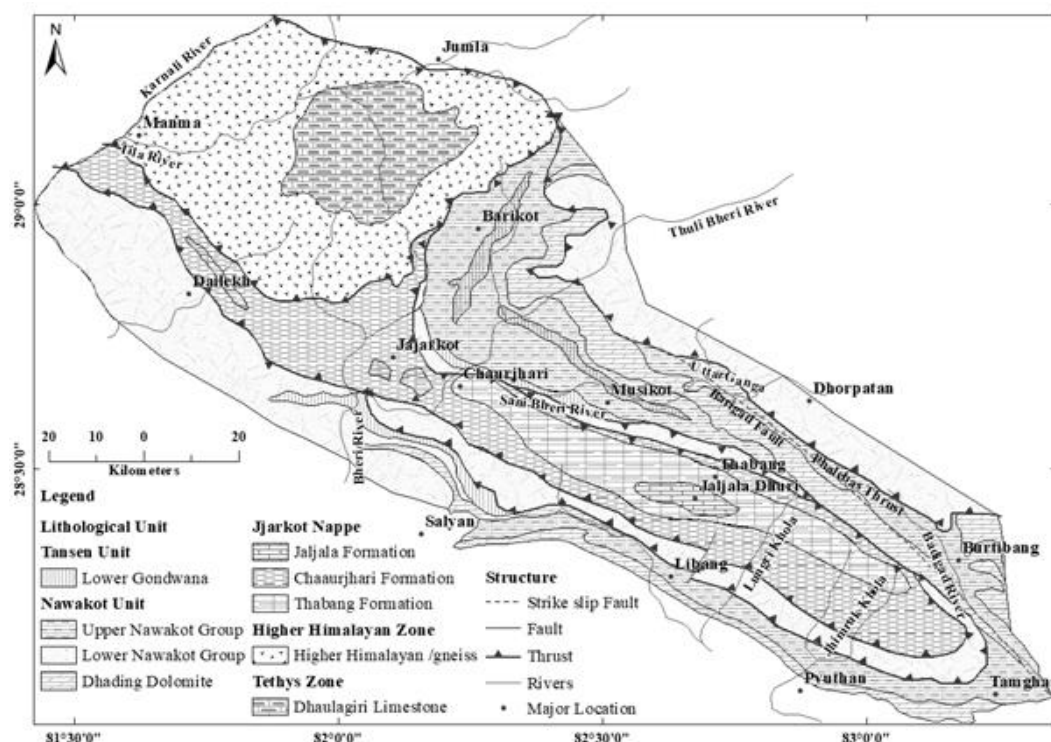 N
Jumla
Karnali River
Manma
Tila River
29°0'0"
Barikot
Thuli Bheri River
Dailekh
Jajarkot
Chaurjhari
UttarGanga
Dhorpatan
Musikot
Sani Bheri River
Barigad Fault
20 10 0 20
Kilometers
Bheri River
28°30'0"
Thabang
Phalebas Thrust
Jaljala Dhuri
Salyan
Libang
Lungri Khola
Jhimruk Khola
Badigad River
Burtibang
Pyuthan
Tamghas
Legend
Lithological Unit
Tansen Unit
Lower Gondwana
Nawakot Unit
Upper Nawakot Group
Lower Nawakot Group
Dhading Dolomite
Jjarkot Nappe
Jaljala Formation
Chaaurjhari Formation
Thabang Formation
Higher Himalayan Zone
Higher Himalayan /gneiss
Tethys Zone
Dhaulagiri Limestone
Structure
Strike slip Fault
Fault
Thrust
Rivers
Major Location
81°30'0" 82°0'0" 82°30'0" 83°0'0"